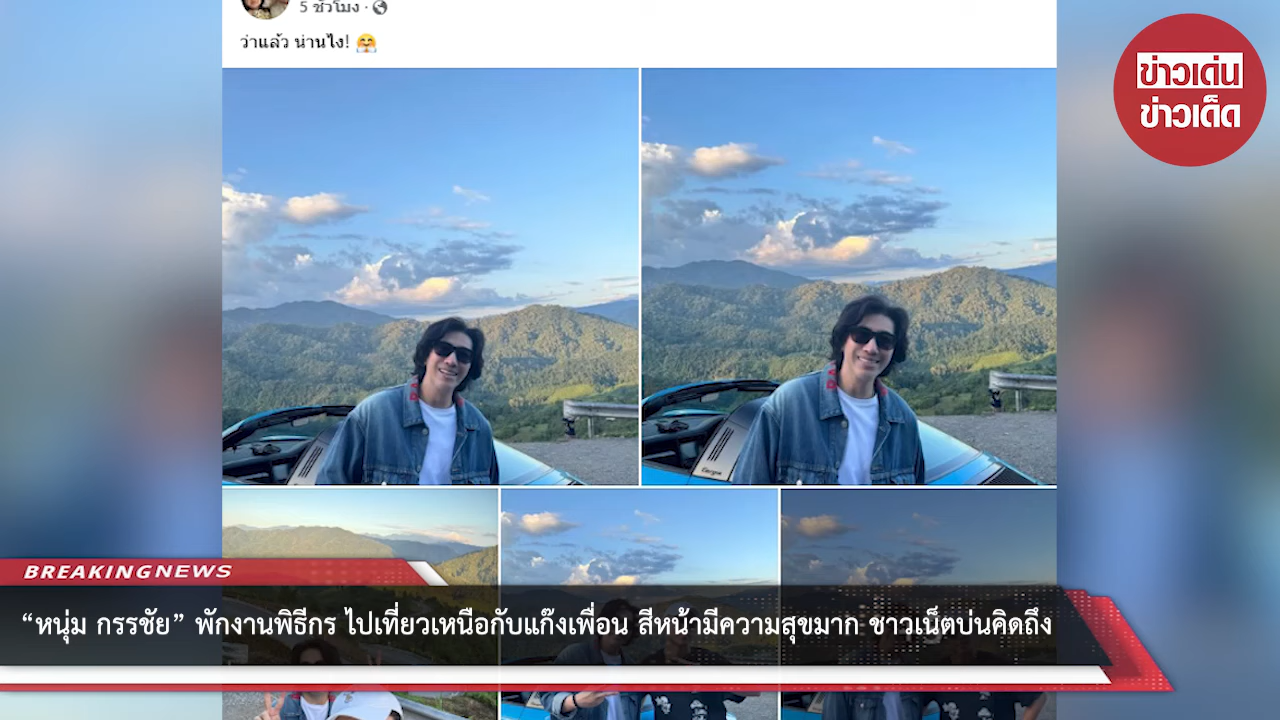 5 ชั่วโมง ·
ว่าแล้ว น่านไง! 🤗
ข่าวเด่น
ข่าวเด็ด
BREAKING NEWS
“หนุ่ม กรรชัย” พักงานพิธีกร ไปเที่ยวเหนือกับแก๊งเพื่อน สีหน้ามีความสุขมาก ชาวเน็ตบ่นคิดถึง